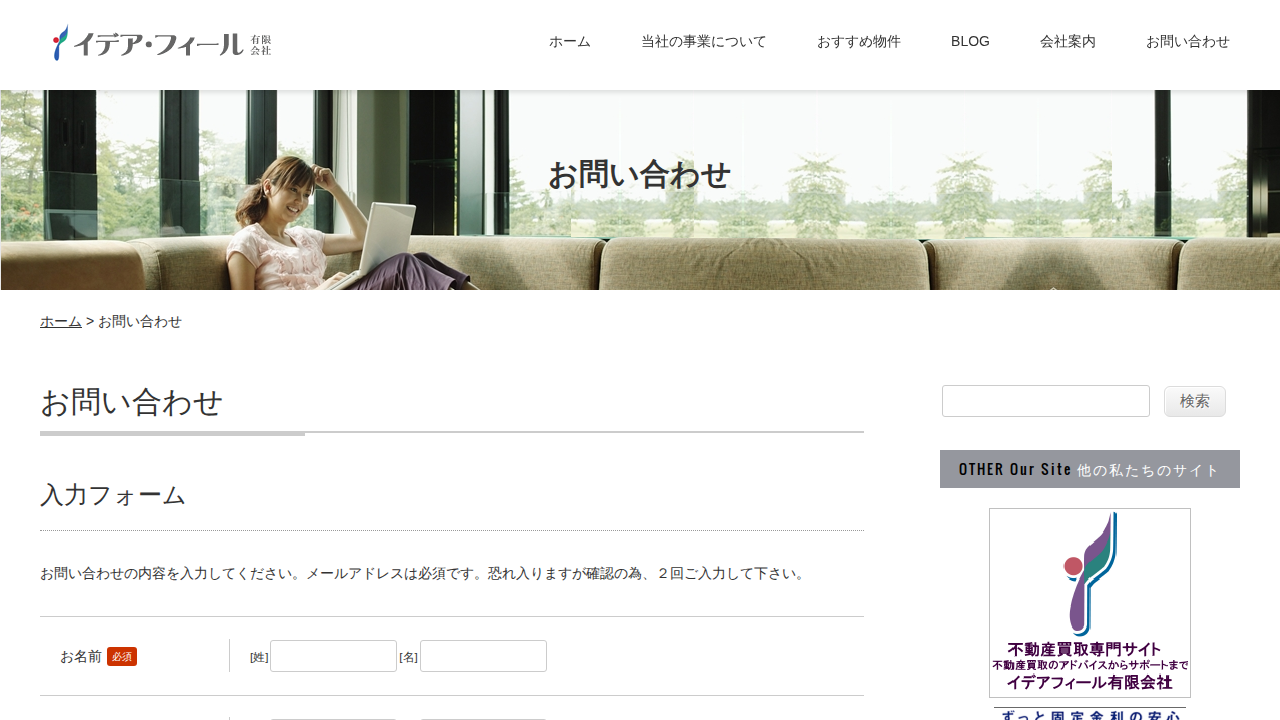 イデア・フィール 有限会社
ホーム 当社の事業について おすすめ物件 BLOG 会社案内 お問い合わせ
お問い合わせ
ホーム > お問い合わせ
お問い合わせ
検索
入力フォーム
お問い合わせの内容を入力してください。メールアドレスは必須です。恐れ入りますが確認の為、２回ご入力して下さい。
お名前 必須 [姓] [名]
OTHER Our Site 他の私たちのサイト
不動産買取専門サイト
不動産買取のアドバイスからサポートまで
イデアフィール有限会社
ずっと固定金利の安心